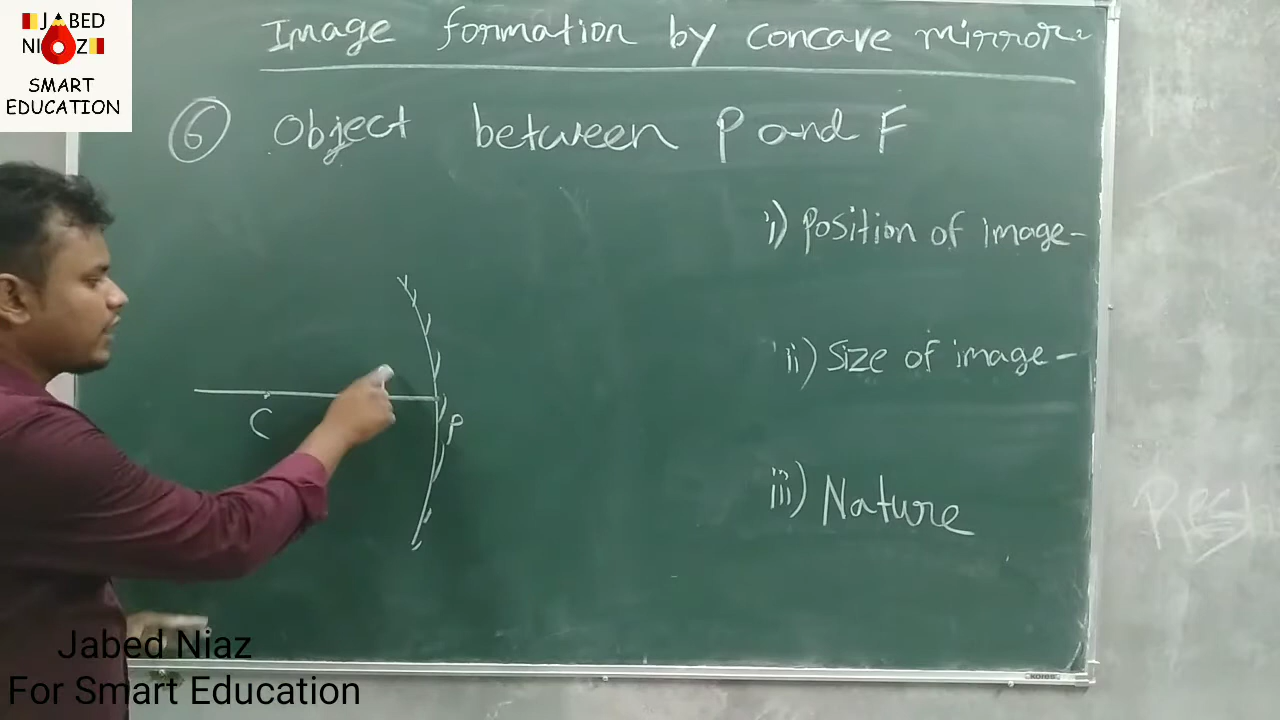 JABED
NIAZ
SMART
EDUCATION
Image formation by concave mirror
6 Object between P and F
i) Position of image-
ii) Size of image-
C
P
iii) Nature
Jabed Niaz
For Smart Education
KORES